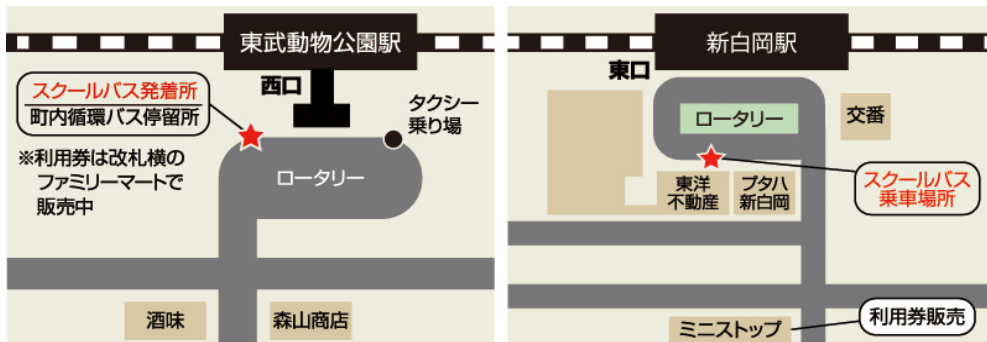 東武動物公園駅
西口
スクールバス発着所
町内循環バス停留所
タクシー
乗り場
※利用券は改札横の
ファミリーマートで
販売中
ロータリー
酒味
森山商店
新白岡駅
東口
ロータリー
交番
東洋
不動産
プタハ
新白岡
スクールバス
乗車場所
ミニストップ
利用券販売